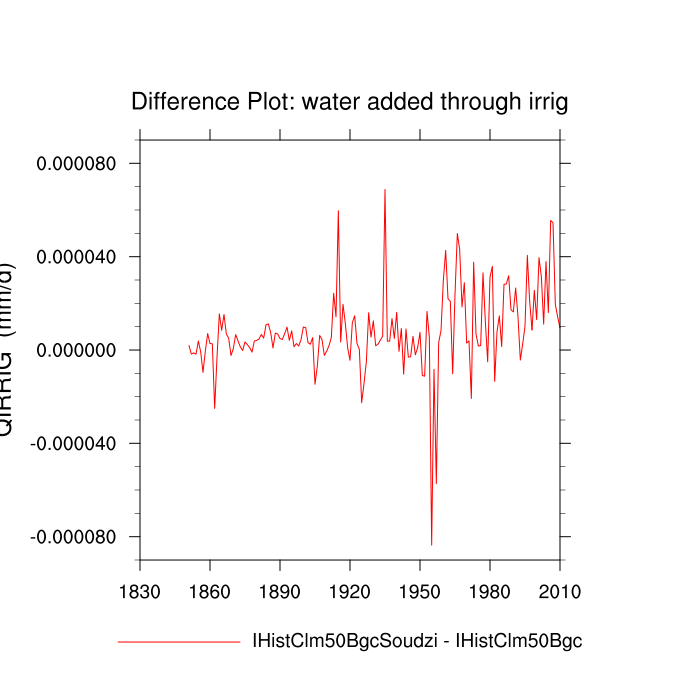 Difference Plot: water added through irrig
0.000080
0.000040
0.000000
-0.000040
-0.000080
QIRRIG (mm/d)
1830 1860 1890 1920 1950 1980 2010
IHistClm50BgcSoudzi - IHistClm50Bgc